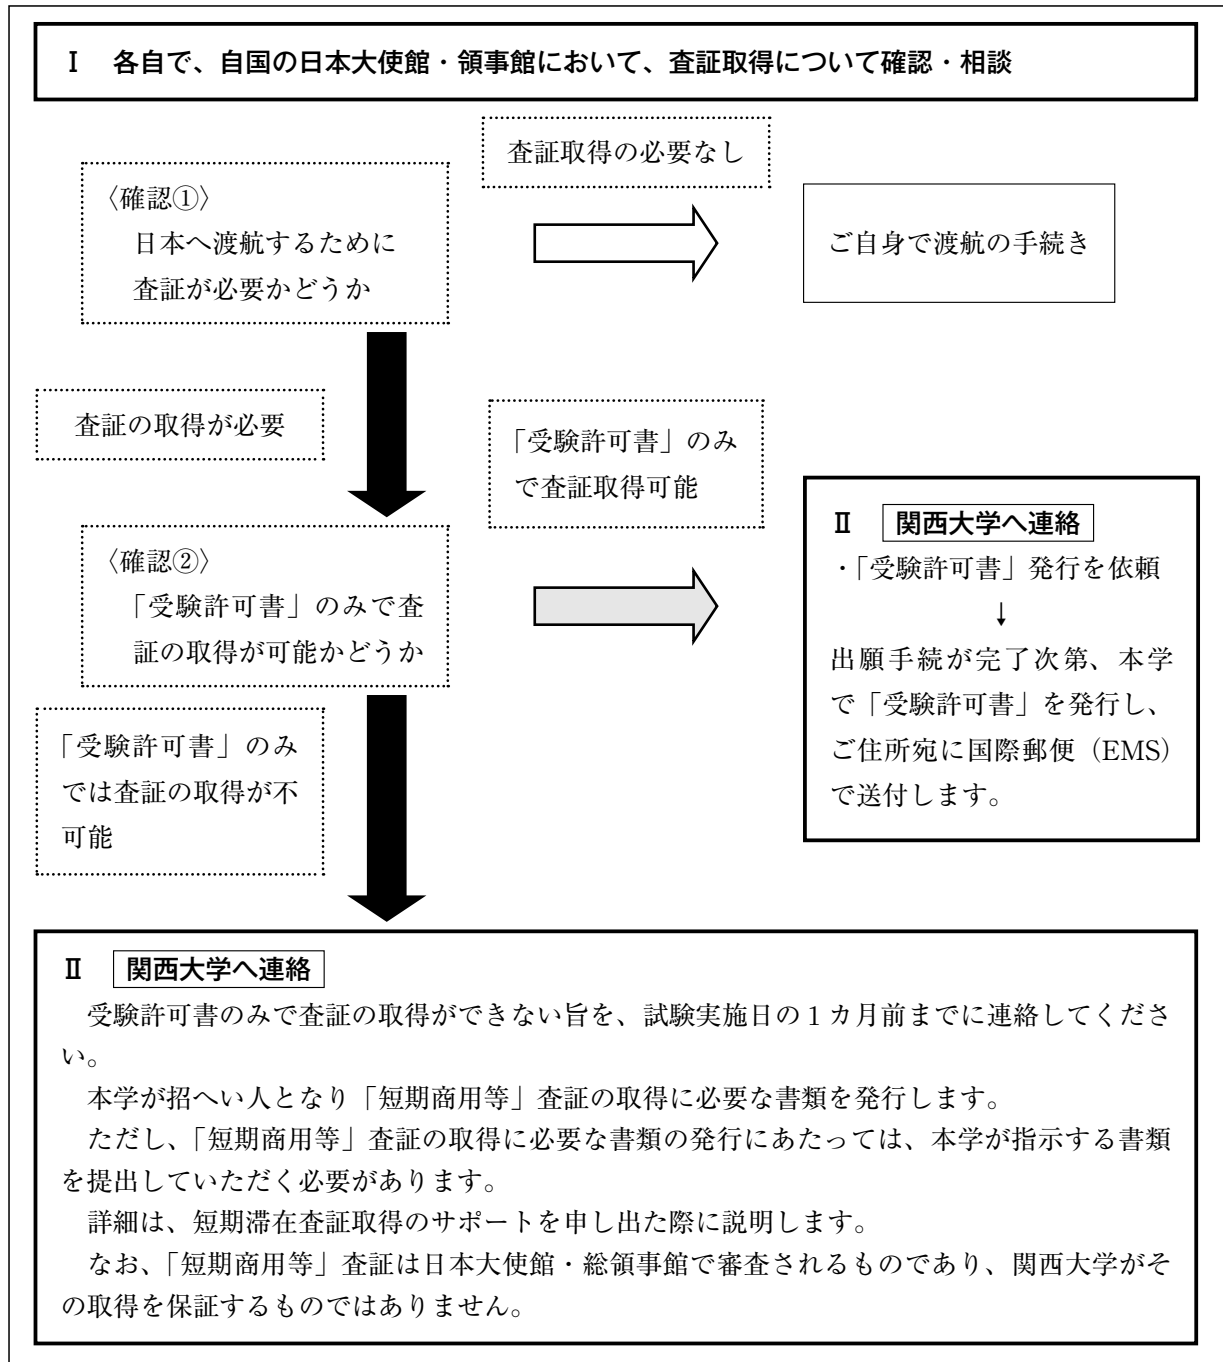 Ⅰ　各自で、自国の日本大使館・領事館において、査証取得について確認・相談
査証取得の必要なし
〈確認①〉
日本へ渡航するために
査証が必要かどうか
ご自身で渡航の手続き
査証の取得が必要
「受験許可書」のみ
で査証取得可能
〈確認②〉
「受験許可書」のみで査
証の取得が可能かどうか
Ⅱ　関西大学へ連絡
・「受験許可書」発行を依頼
↓
出願手続が完了次第、本学
で「受験許可書」を発行し、
ご住所宛に国際郵便（EMS）
で送付します。
「受験許可書」のみ
では査証の取得が不
可能
Ⅱ　関西大学へ連絡
受験許可書のみで査証の取得ができない旨を、試験実施日の１カ月前までに連絡してくださ
い。
本学が招へい人となり「短期商用等」査証の取得に必要な書類を発行します。
ただし、「短期商用等」査証の取得に必要な書類の発行にあたっては、本学が指示する書類
を提出していただく必要があります。
詳細は、短期滞在査証取得のサポートを申し出た際に説明します。
なお、「短期商用等」査証は日本大使館・総領事館で審査されるものであり、関西大学がそ
の取得を保証するものではありません。